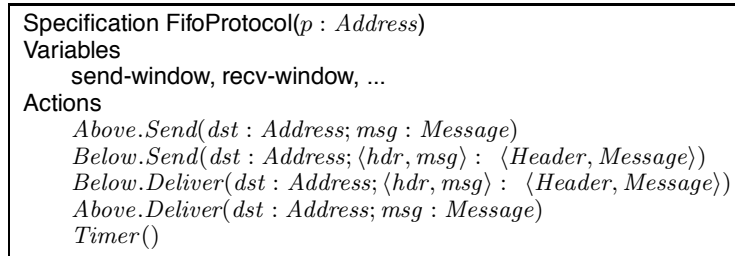 Specification FifoProtocol(p : Address)
Variables
send-window, recv-window, ...
Actions
Above.Send(dst : Address; msg : Message)
Below.Send(dst : Address; ⟨hdr, msg⟩ : ⟨Header, Message⟩)
Below.Deliver(dst : Address; ⟨hdr, msg⟩ : ⟨Header, Message⟩)
Above.Deliver(dst : Address; msg : Message)
Timer()